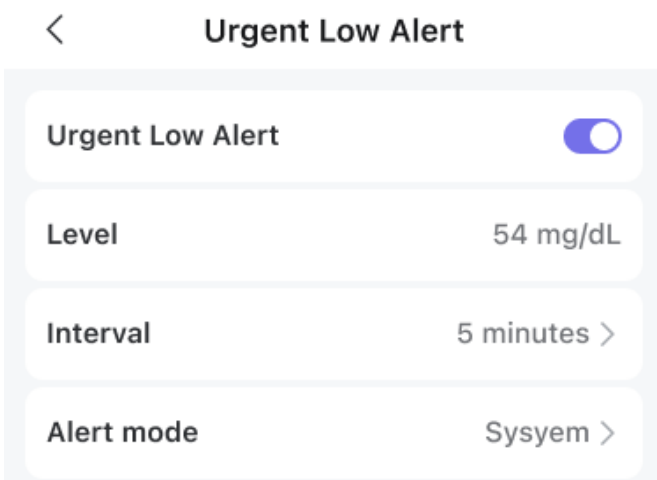 Urgent Low Alert
Urgent Low Alert
Level 54 mg/dL
Interval 5 minutes
Alert mode Sysyem